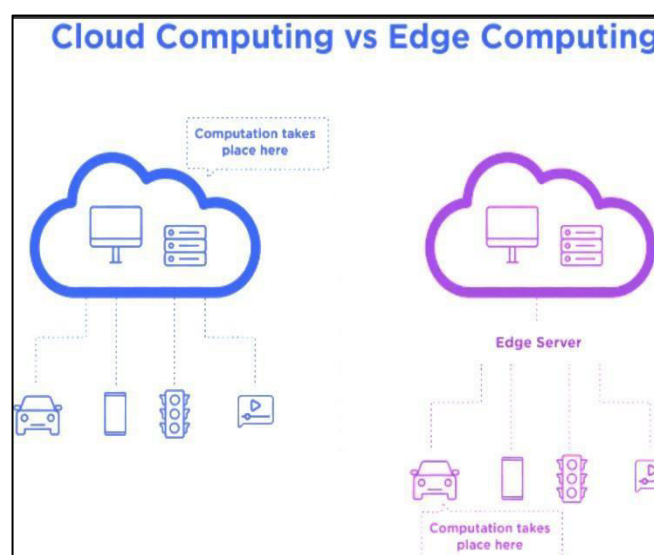 Cloud Computing vs Edge Computing
Computation takes
place here
Edge Server
Computation takes
place here